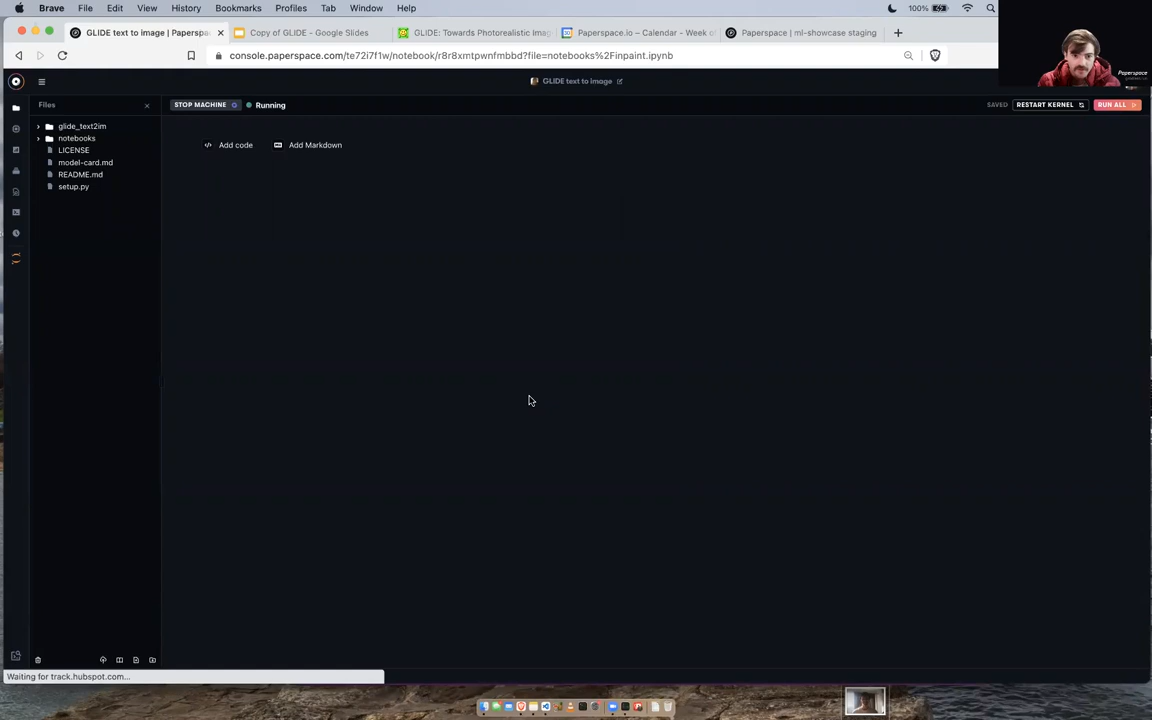 Brave File Edit View History Bookmarks Profiles Tab Window Help 100%
GLIDE text to image | Paperspa
Copy of GLIDE - Google Slides
GLIDE: Towards Photorealistic Imag
Paperspace.io – Calendar - Week o
Paperspace | ml-showcase staging
console.paperspace.com/te72i7f1w/notebook/r8r8xmtpwnfmbbd?file=notebooks%2Finpaint.ipynb
Paperspace
GLIDE text to image
Files
STOP MACHINE
Running
SAVED
RESTART KERNEL
RUN ALL
glide_text2im
notebooks
LICENSE
model-card.md
README.md
setup.py
Add code
Add Markdown
Waiting for track.hubspot.com...